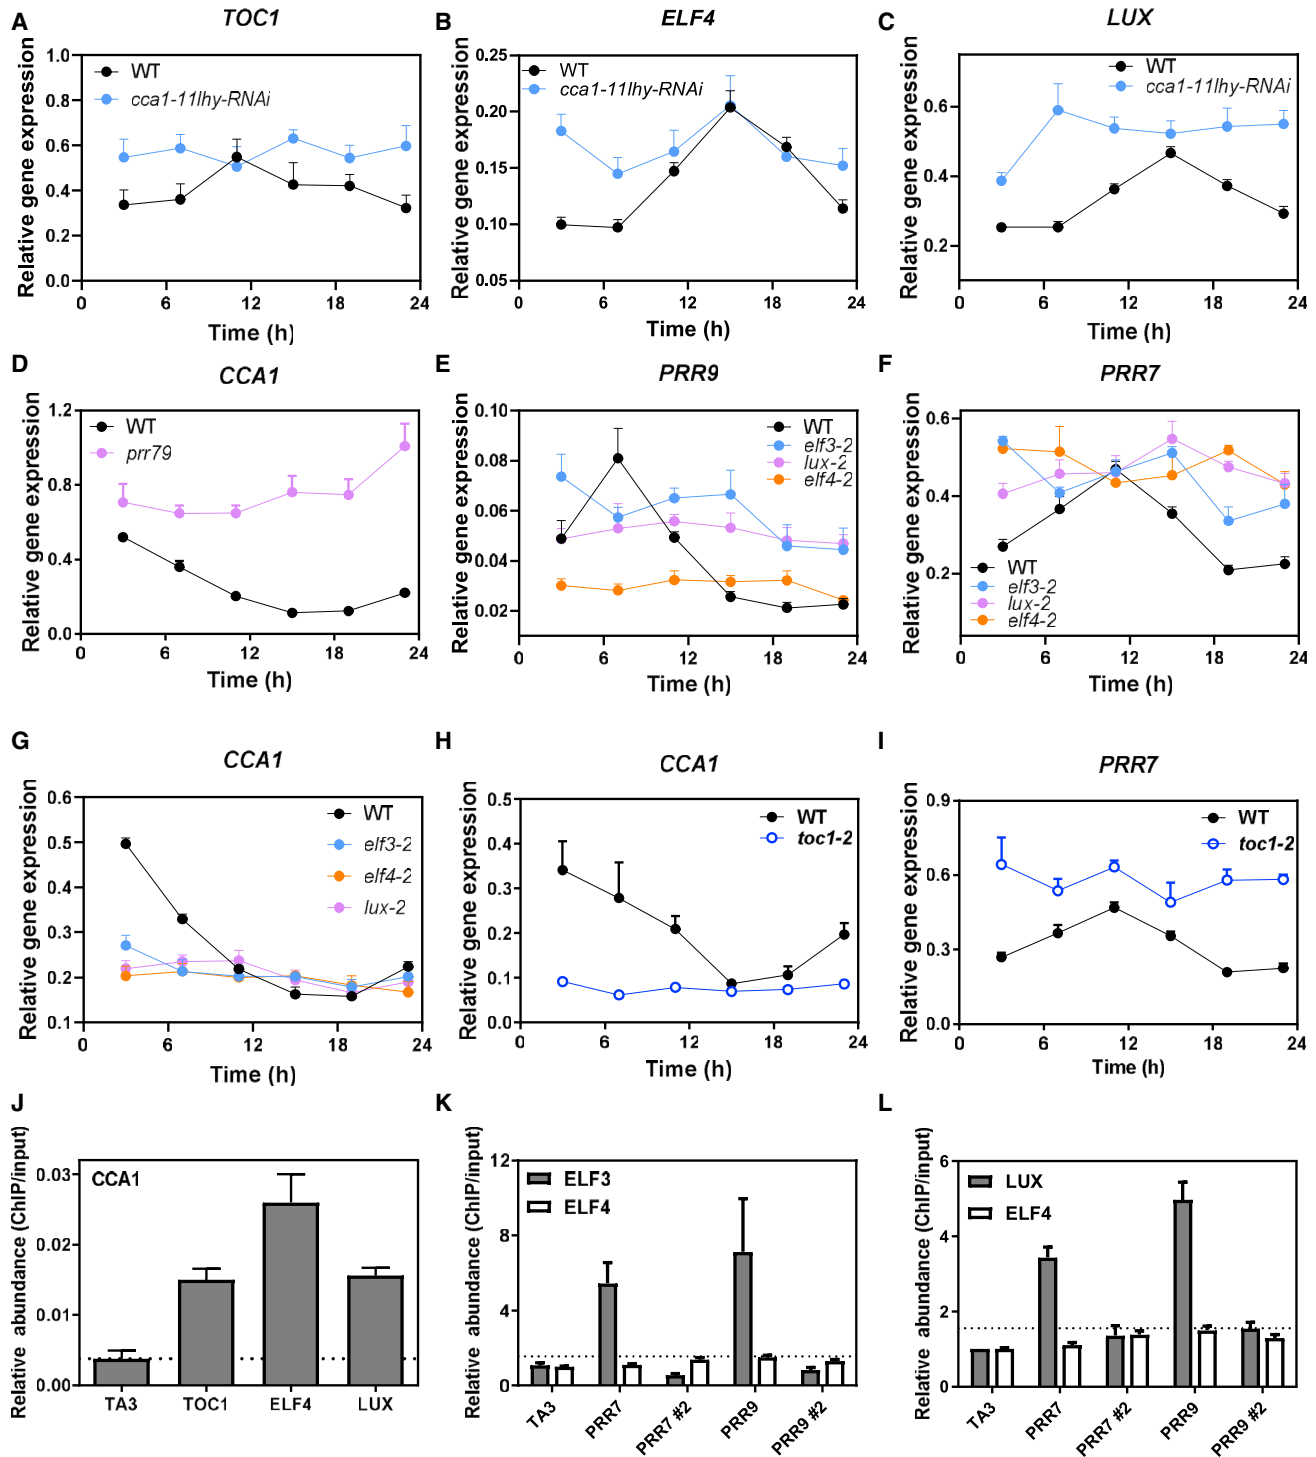 A
TOC1
Relative gene expression
1.0
0.8
0.6
0.4
0.2
0.0
WT
cca1-11lhy-RNAi
0 6 12 18 24
Time (h)
B
ELF4
Relative gene expression
0.25
0.20
0.15
0.10
0.05
WT
cca1-11lhy-RNAi
0 6 12 18 24
Time (h)
C
LUX
Relative gene expression
0.6
0.4
0.2
WT
cca1-11lhy-RNAi
0 6 12 18 24
Time (h)
D
CCA1
Relative gene expression
1.2
0.8
0.4
0.0
WT
prr79
0 6 12 18 24
Time (h)
E
PRR9
Relative gene expression
0.10
0.08
0.06
0.04
0.02
WT
elf3-2
lux-2
elf4-2
0 6 12 18 24
Time (h)
F
PRR7
Relative gene expression
0.6
0.4
0.2
WT
elf3-2
lux-2
elf4-2
0 6 12 18 24
Time (h)
G
CCA1
Relative gene expression
0.6
0.5
0.4
0.3
0.2
0.1
WT
elf3-2
elf4-2
lux-2
0 6 12 18 24
Time (h)
H
CCA1
Relative gene expression
0.5
0.4
0.3
0.2
0.1
0.0
WT
toc1-2
0 6 12 18 24
Time (h)
I
PRR7
Relative gene expression
0.9
0.6
0.3
0.0
WT
toc1-2
0 6 12 18 24
Time (h)
J
Relative abundance (ChIP/input)
0.03
0.02
0.01
0.00
CCA1
TA3 TOC1 ELF4 LUX
K
Relative abundance (ChIP/input)
12
8
4
0
ELF3
ELF4
TA3 PRR7 PRR7 #2 PRR9 PRR9 #2
L
Relative abundance (ChIP/input)
6
4
2
0
LUX
ELF4
TA3 PRR7 PRR7 #2 PRR9 PRR9 #2